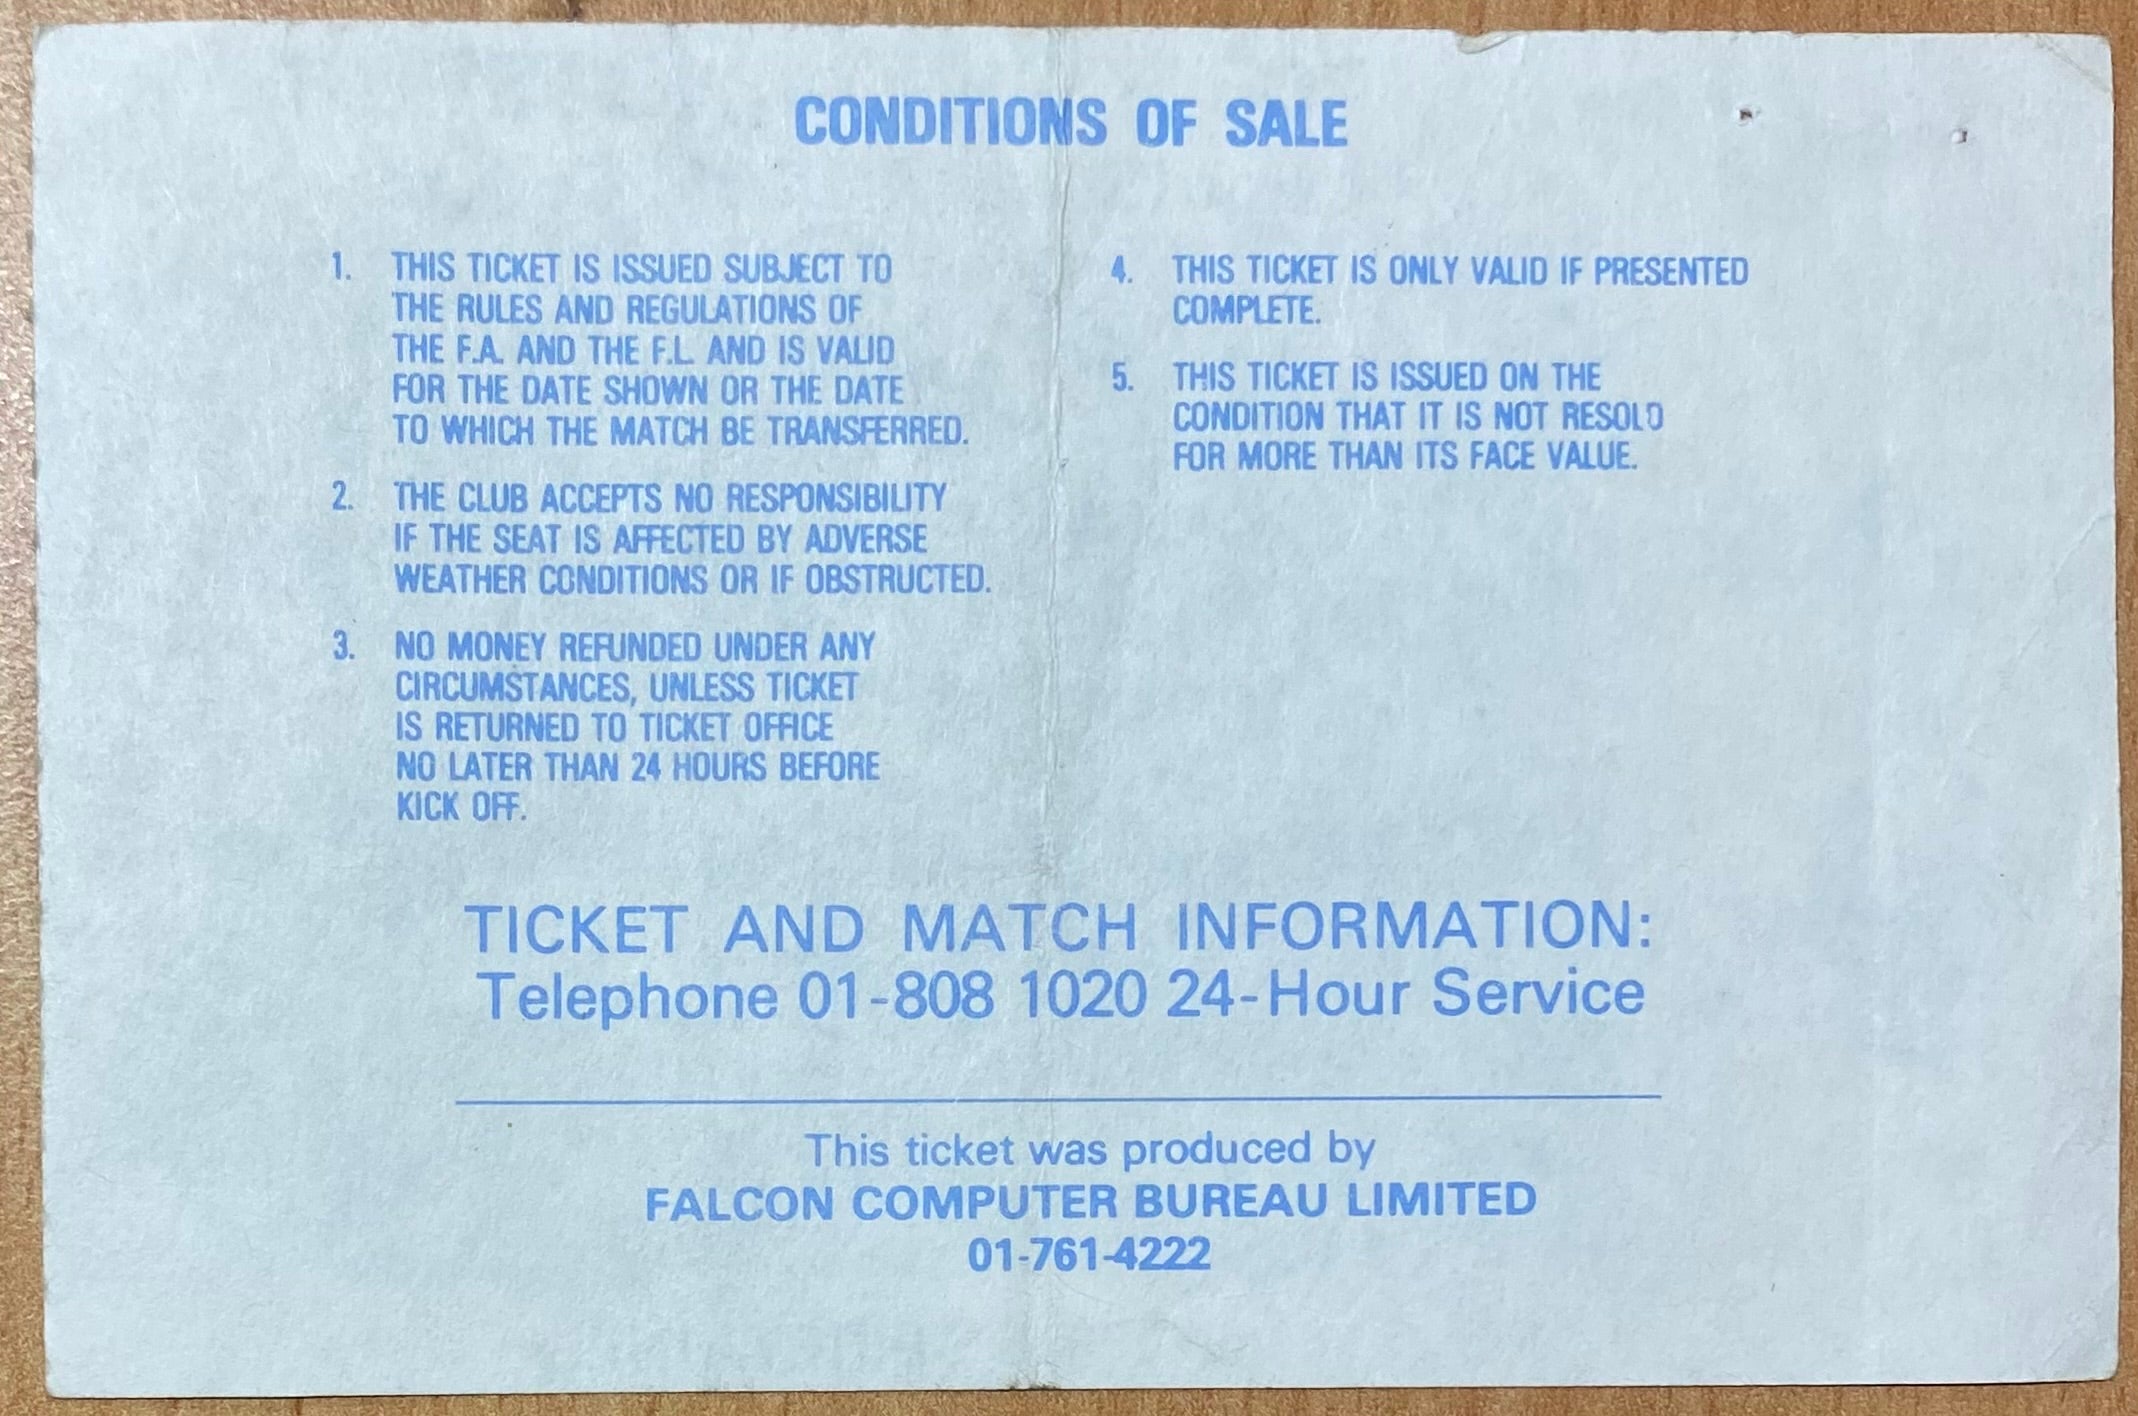 CONDITIONS OF SALE
1. THIS TICKET IS ISSUED SUBJECT TO
THE RULES AND REGULATIONS OF
THE F.A. AND THE F.L. AND IS VALID
FOR THE DATE SHOWN OR THE DATE
TO WHICH THE MATCH BE TRANSFERRED.
2. THE CLUB ACCEPTS NO RESPONSIBILITY
IF THE SEAT IS AFFECTED BY ADVERSE
WEATHER CONDITIONS OR IF OBSTRUCTED.
3. NO MONEY REFUNDED UNDER ANY
CIRCUMSTANCES, UNLESS TICKET
IS RETURNED TO TICKET OFFICE
NO LATER THAN 24 HOURS BEFORE
KICK OFF.
4. THIS TICKET IS ONLY VALID IF PRESENTED
COMPLETE.
5. THIS TICKET IS ISSUED ON THE
CONDITION THAT IT IS NOT RESOLD
FOR MORE THAN ITS FACE VALUE.
TICKET AND MATCH INFORMATION:
Telephone 01-808 1020 24-Hour Service
This ticket was produced by
FALCON COMPUTER BUREAU LIMITED
01-761-4222